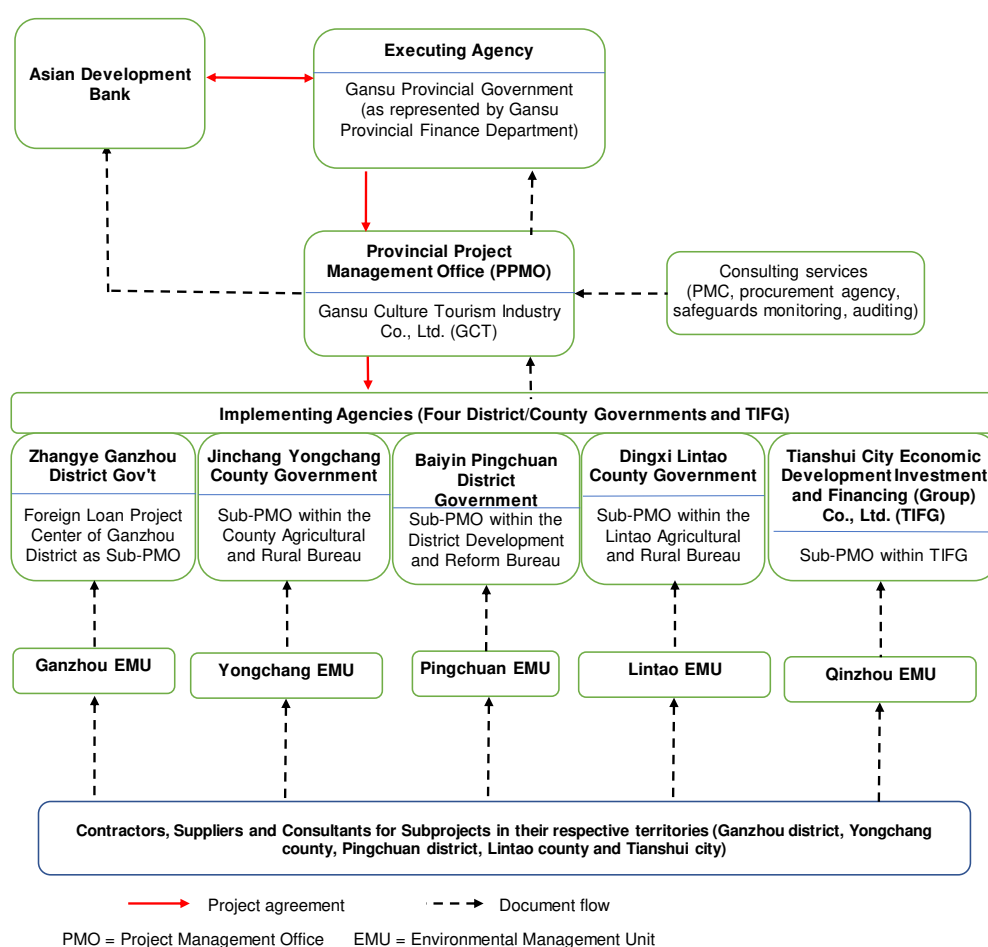 Asian Development
Bank
Executing Agency
Gansu Provincial Government
(as represented by Gansu
Provincial Finance Department)
Provincial Project
Management Office (PPMO)
Gansu Culture Tourism Industry
Co., Ltd. (GCT)
Consulting services
(PMC, procurement agency,
safeguards monitoring, auditing)
Implementing Agencies (Four District/County Governments and TIFG)
Zhangye Ganzhou
District Gov't
Foreign Loan Project
Center of Ganzhou
District as Sub-PMO
Jinchang Yongchang
County Government
Sub-PMO within the
County Agricultural
and Rural Bureau
Baiyin Pingchuan
District
Government
Sub-PMO within the
District Development
and Reform Bureau
Dingxi Lintao
County Government
Sub-PMO within the
Lintao Agricultural
and Rural Bureau
Tianshui City Economic
Development Investment
and Financing (Group)
Co., Ltd. (TIFG)
Sub-PMO within TIFG
Ganzhou EMU
Yongchang EMU
Pingchuan EMU
Lintao EMU
Qinzhou EMU
Contractors, Suppliers and Consultants for Subprojects in their respective territories (Ganzhou district, Yongchang
county, Pingchuan district, Lintao county and Tianshui city)
Project agreement
Document flow
PMO = Project Management Office EMU = Environmental Management Unit